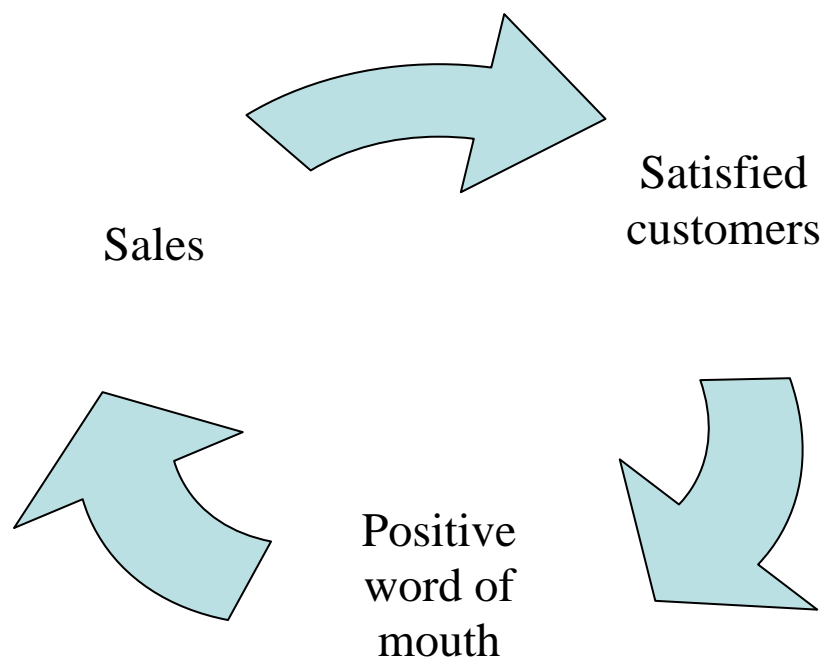 Satisfied
customers
Sales
Positive
word of
mouth